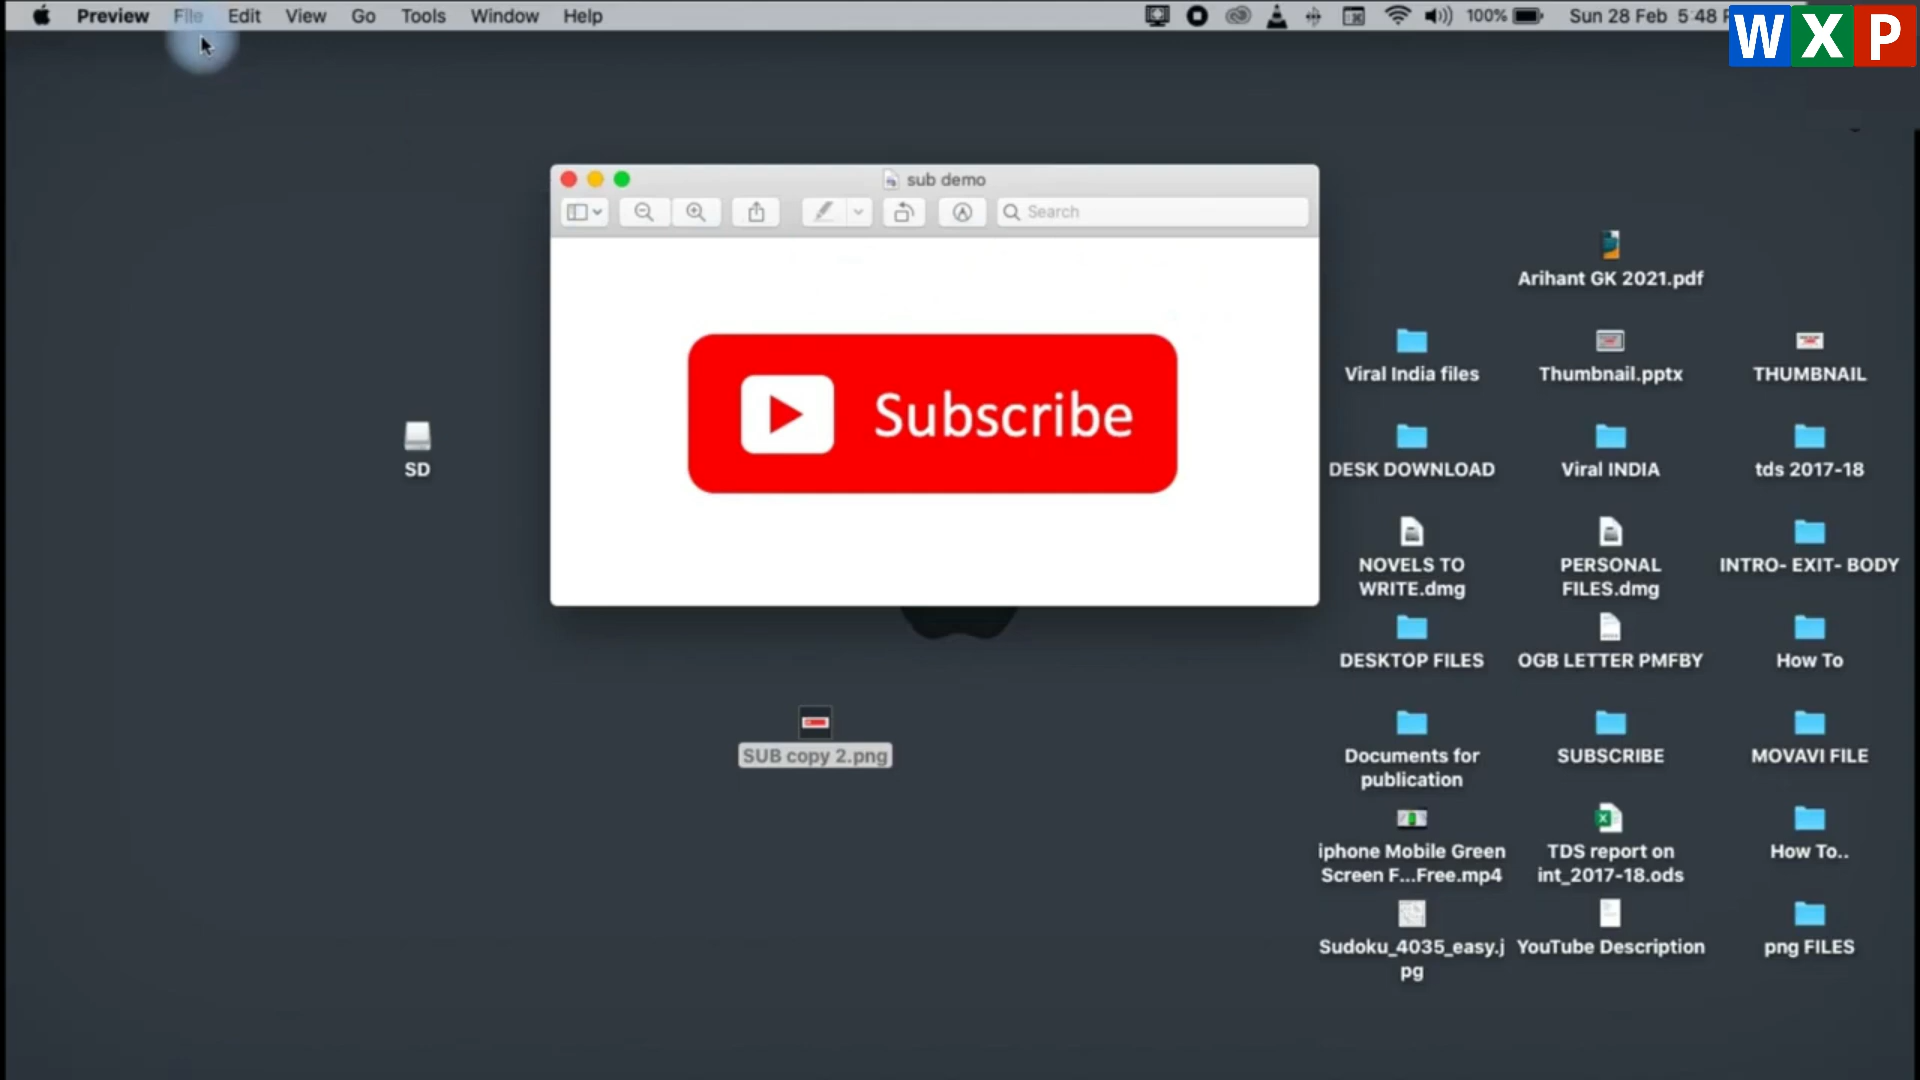 Preview File Edit View Go Tools Window Help
100% Sun 28 Feb 5:48 P
W X P
sub demo
Search
Subscribe
Arihant GK 2021.pdf
Viral India files
Thumbnail.pptx
THUMBNAIL
SD
DESK DOWNLOAD
Viral INDIA
tds 2017-18
NOVELS TO
WRITE.dmg
PERSONAL
FILES.dmg
INTRO- EXIT- BODY
DESKTOP FILES
OGB LETTER PMFBY
How To
SUB copy 2.png
Documents for
publication
SUBSCRIBE
MOVAVI FILE
iphone Mobile Green
Screen F...Free.mp4
TDS report on
int_2017-18.ods
How To..
Sudoku_4035_easy.j
pg
YouTube Description
png FILES